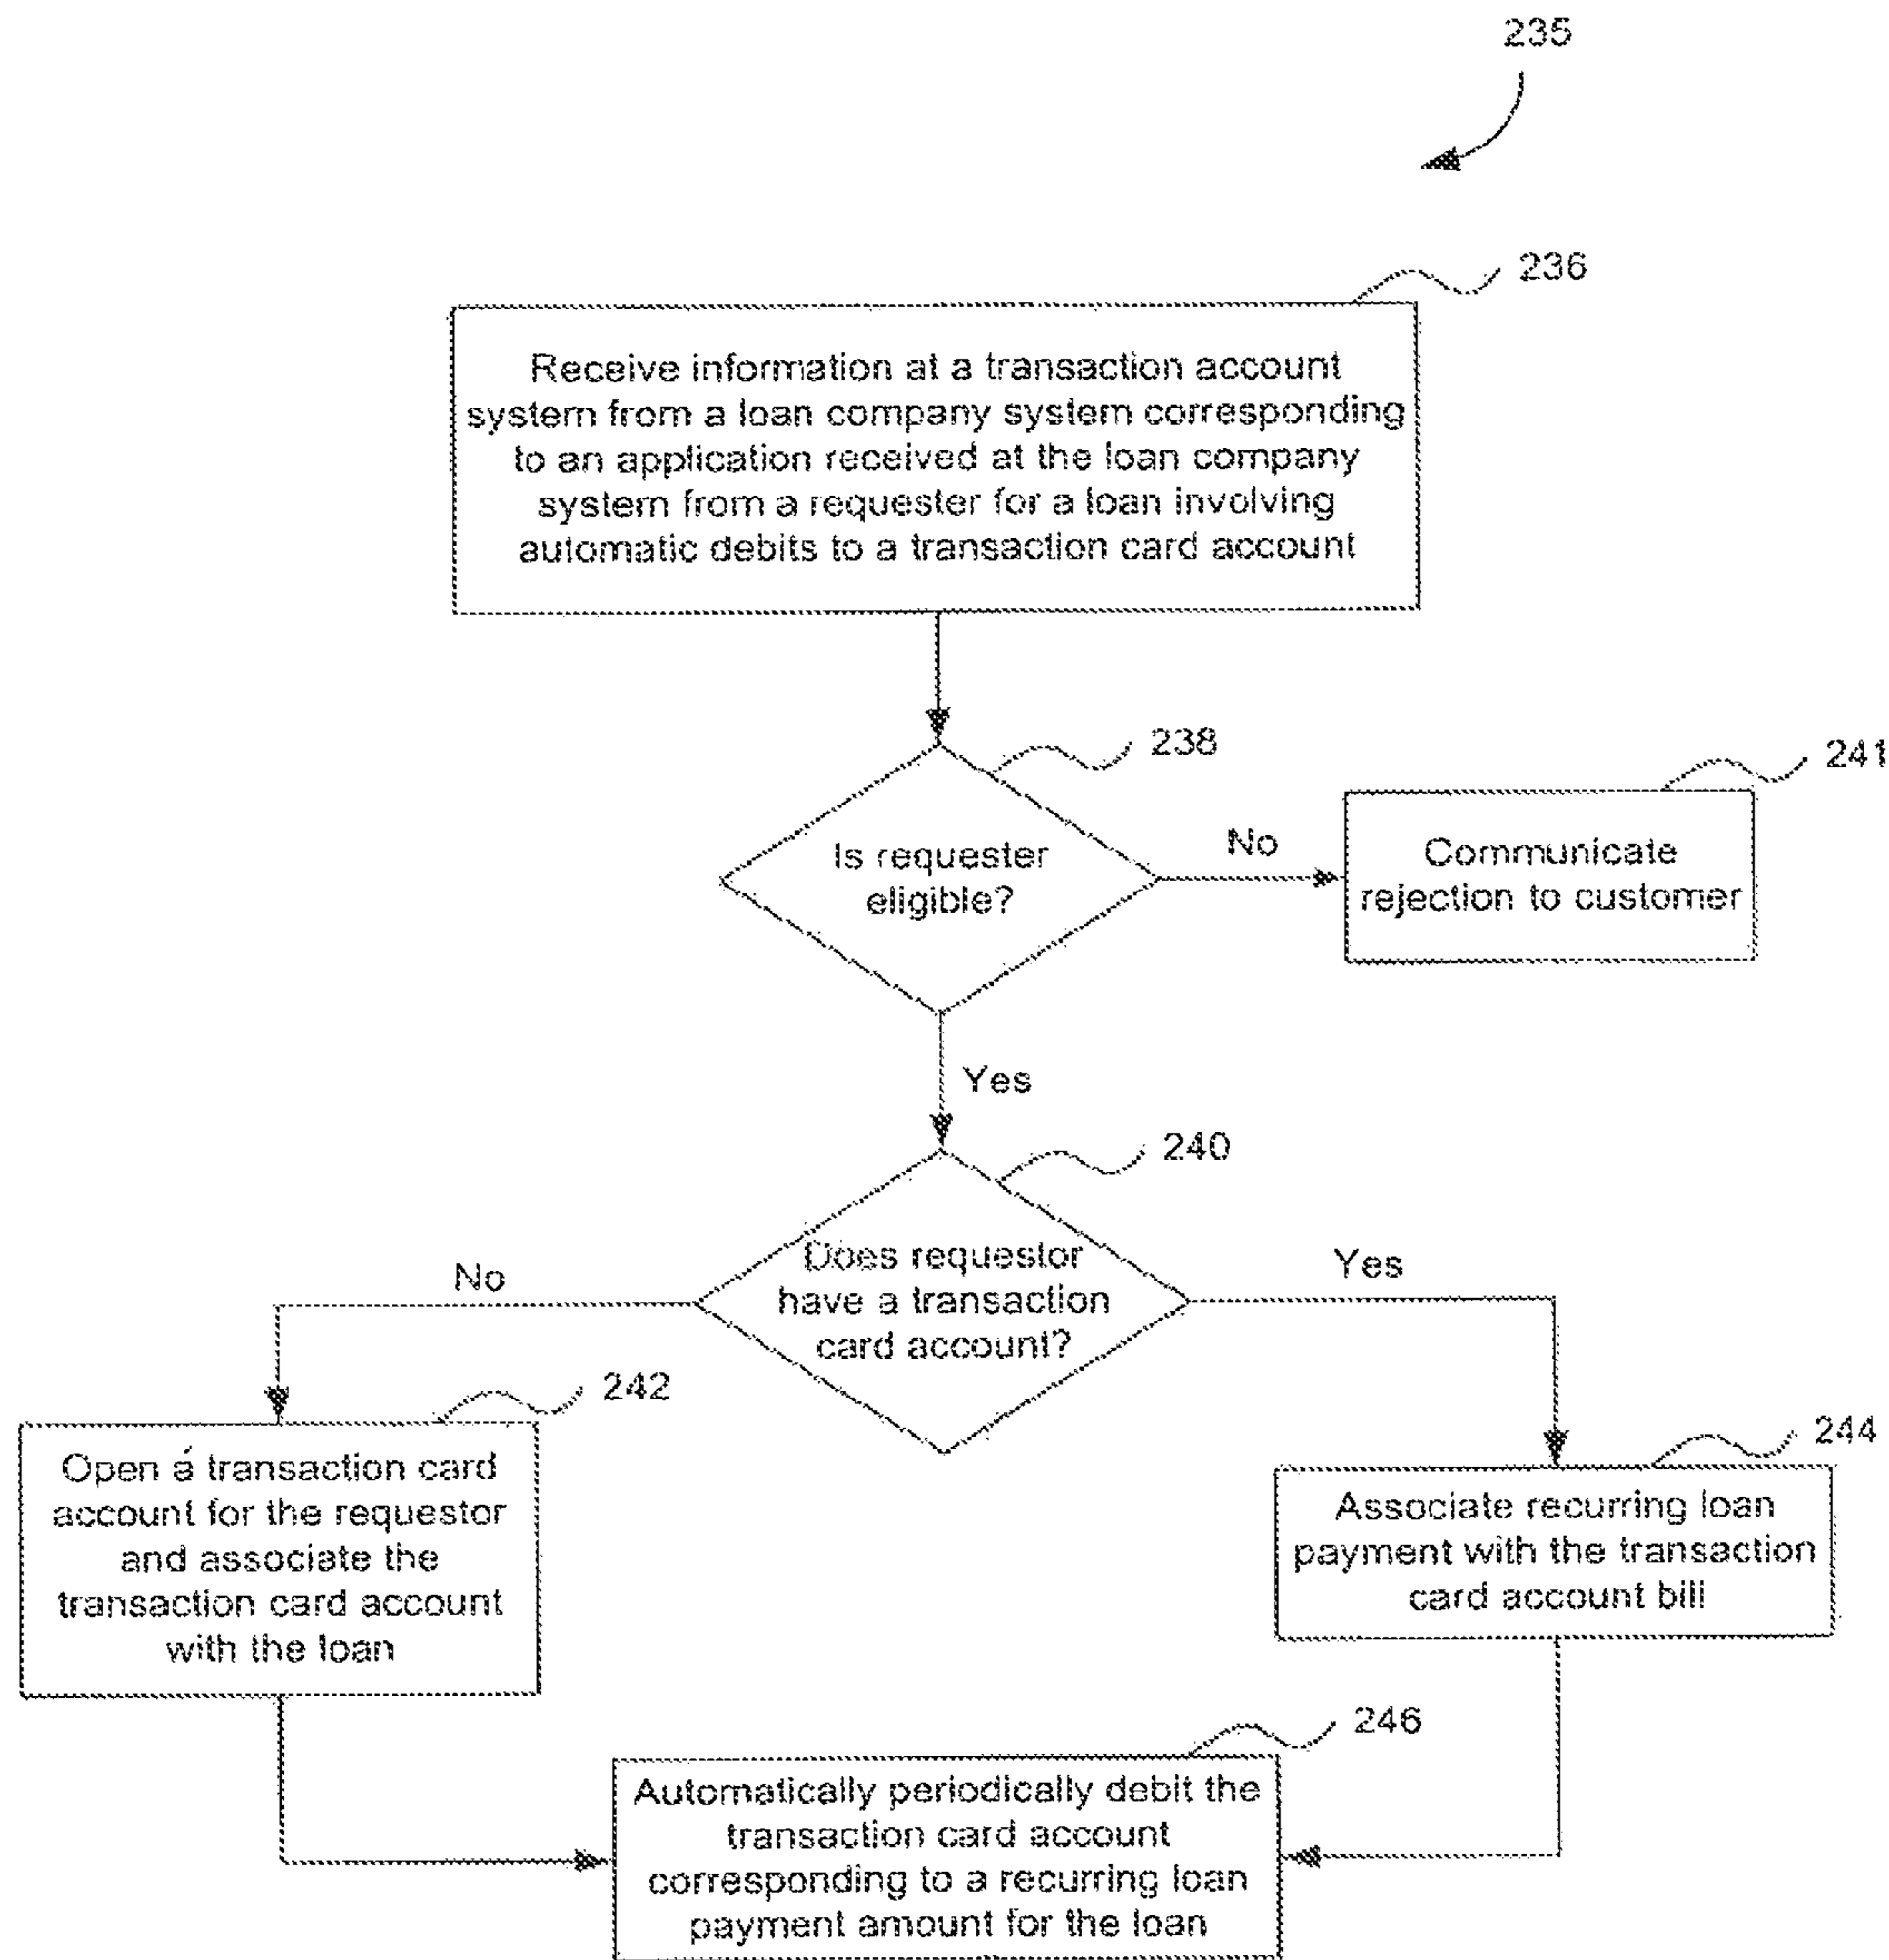 235
236
Receive information at a transaction account
system from a loan company system corresponding
to an application received at the loan company
system from a requester for a loan involving
automatic debits to a transaction card account
238
Is requester
eligible?
No
241
Communicate
rejection to customer
Yes
240
Does requestor
have a transaction
card account?
No
Yes
242
Open a transaction card
account for the requestor
and associate the
transaction card account
with the loan
244
Associate recurring loan
payment with the transaction
card account bill
246
Automatically periodically debit the
transaction card account
corresponding to a recurring loan
payment amount for the loan